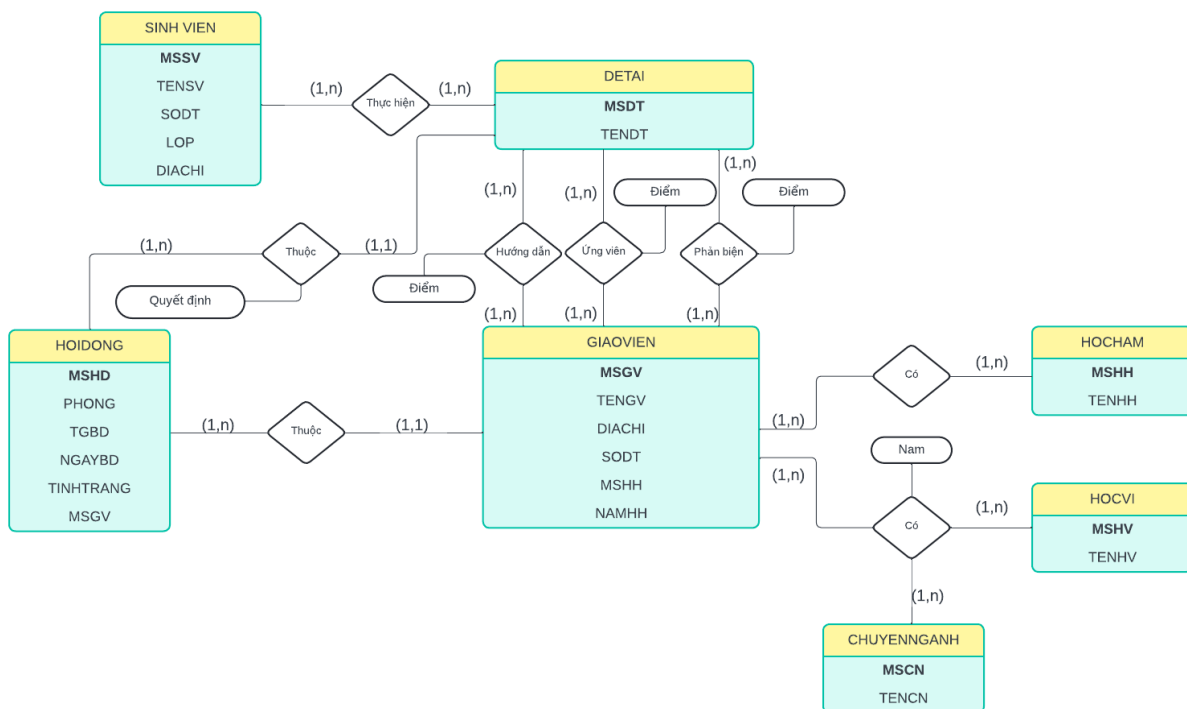 SINH VIEN
MSSV
TENSV
SODT
LOP
DIACHI
(1,n)
Thực hiện
(1,n)
DETAI
MSDT
TENDT
(1,n)
(1,n)
(1,n)
Điểm
Điểm
(1,n)
Thuộc
(1,1)
Hướng dẫn
Ứng viên
Phản biện
Quyết định
Điểm
(1,n)
(1,n)
(1,n)
HOIDONG
MSHD
PHONG
TGBD
NGAYBD
TINHTRANG
MSGV
(1,n)
Thuộc
(1,1)
GIAOVIEN
MSGV
TENGV
DIACHI
SODT
MSHH
NAMHH
(1,n)
Có
(1,n)
HOCHAM
MSHH
TENHH
(1,n)
Nam
Có
(1,n)
HOCVI
MSHV
TENHV
(1,n)
CHUYENNGANH
MSCN
TENCN